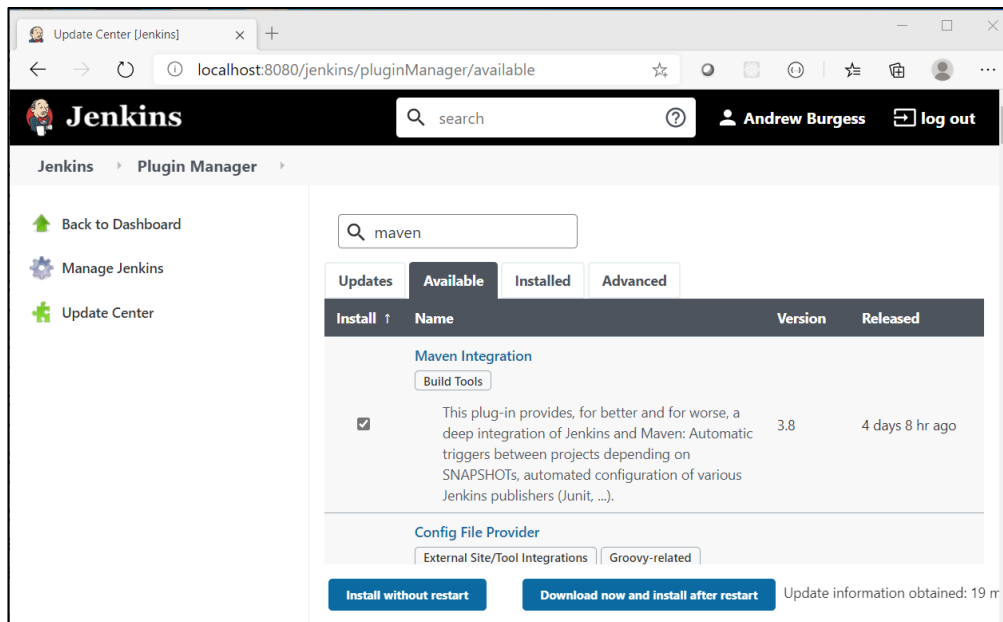 Update Center [Jenkins]
localhost:8080/jenkins/pluginManager/available
Jenkins
search
Andrew Burgess
log out
Jenkins
Plugin Manager
Back to Dashboard
Manage Jenkins
Update Center
maven
Updates
Available
Installed
Advanced
Install ↑ Name Version Released
Maven Integration
Build Tools
This plug-in provides, for better and for worse, a
deep integration of Jenkins and Maven: Automatic
triggers between projects depending on
SNAPSHOTs, automated configuration of various
Jenkins publishers (Junit, ...).
3.8
4 days 8 hr ago
Config File Provider
External Site/Tool Integrations
Groovy-related
Install without restart
Download now and install after restart
Update information obtained: 19 m